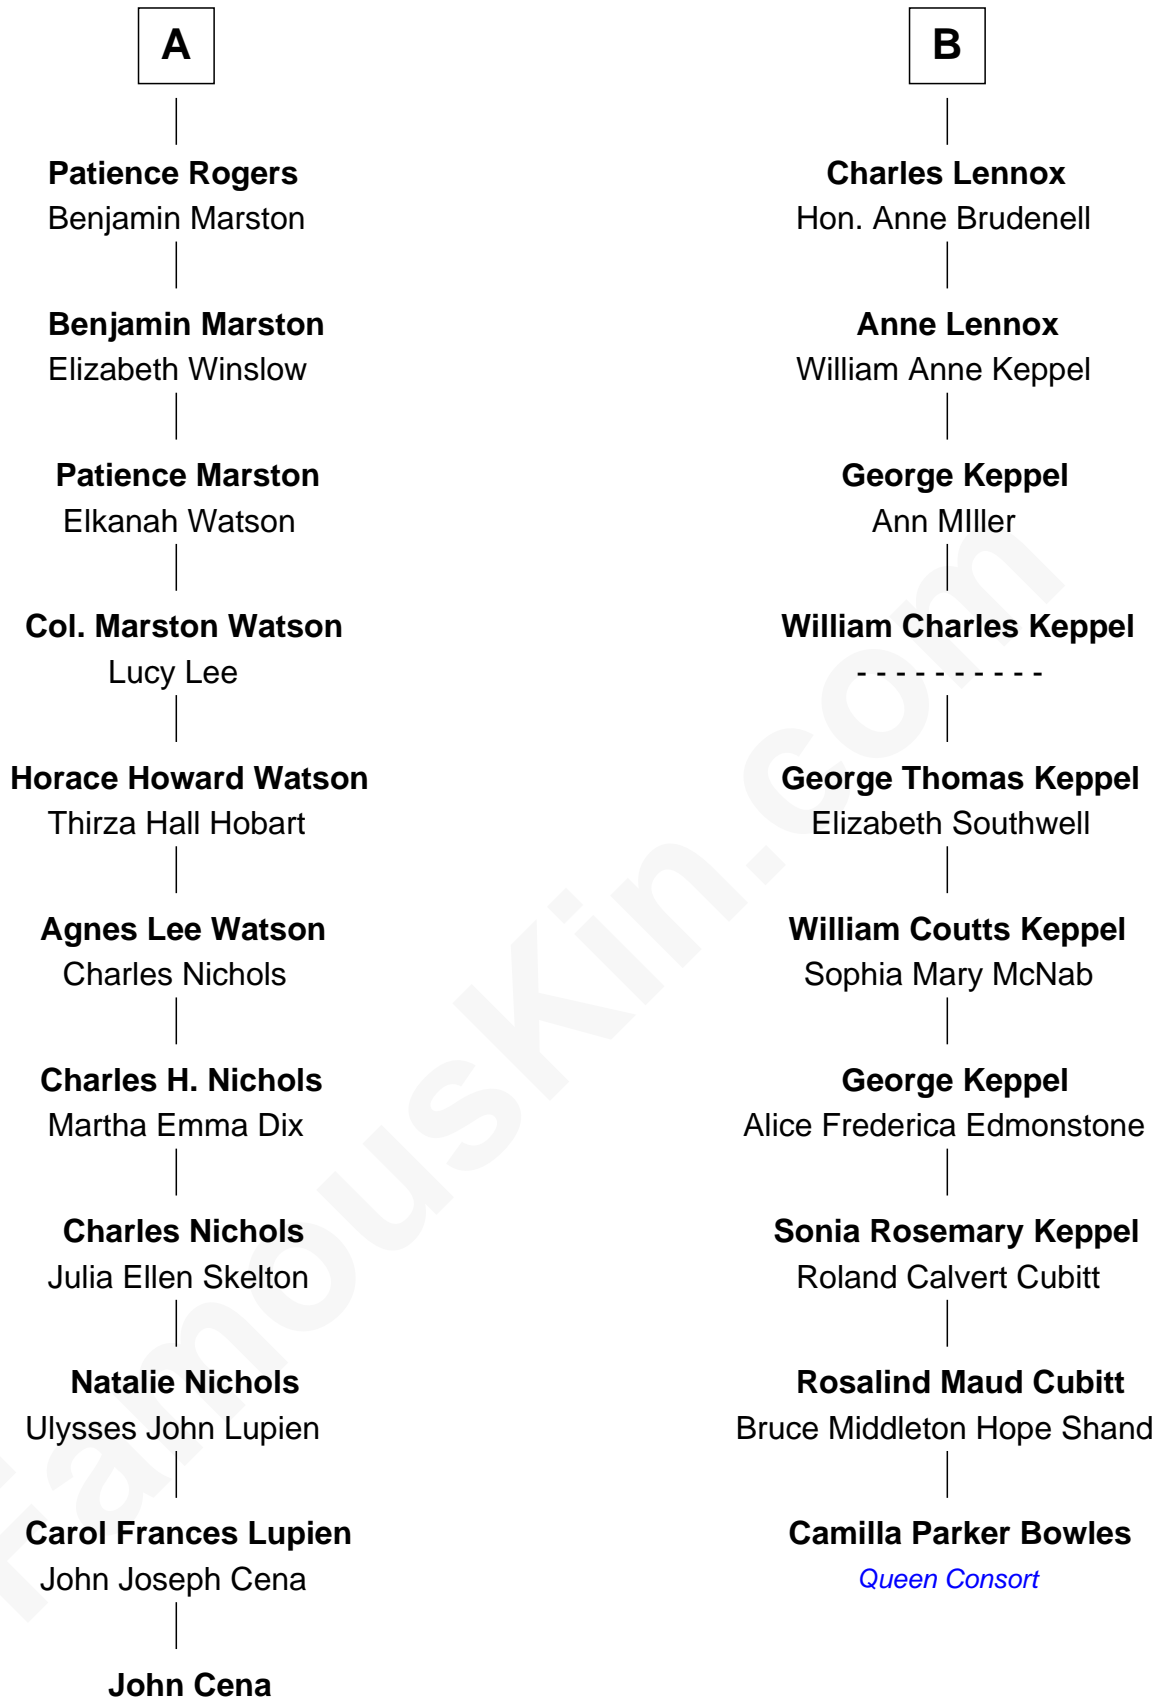 A
Patience Rogers
Benjamin Marston
Benjamin Marston
Elizabeth Winslow
Patience Marston
Elkanah Watson
Col. Marston Watson
Lucy Lee
Horace Howard Watson
Thirza Hall Hobart
Agnes Lee Watson
Charles Nichols
Charles H. Nichols
Martha Emma Dix
Charles Nichols
Julia Ellen Skelton
Natalie Nichols
Ulysses John Lupien
Carol Frances Lupien
John Joseph Cena
John Cena
B
Charles Lennox
Hon. Anne Brudenell
Anne Lennox
William Anne Keppel
George Keppel
Ann MIller
William Charles Keppel
- - - - - - - - - -
George Thomas Keppel
Elizabeth Southwell
William Coutts Keppel
Sophia Mary McNab
George Keppel
Alice Frederica Edmonstone
Sonia Rosemary Keppel
Roland Calvert Cubitt
Rosalind Maud Cubitt
Bruce Middleton Hope Shand
Camilla Parker Bowles
Queen Consort
FamousKin.com